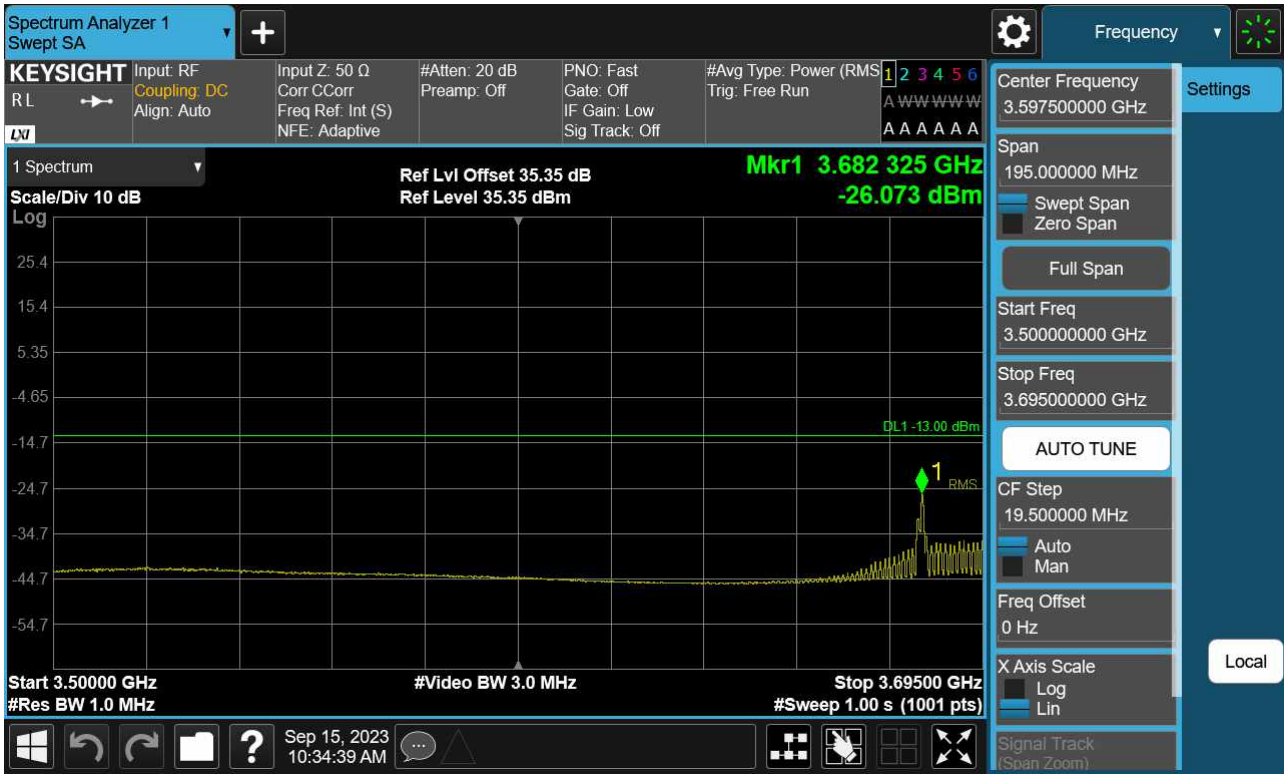 Spectrum Analyzer 1
Swept SA
Frequency
KEYSIGHT
R L
LXI
Input: RF
Coupling: DC
Align: Auto
Input Z: 50 Ω
Corr CCorr
Freq Ref: Int (S)
NFE: Adaptive
#Atten: 20 dB
Preamp: Off
PNO: Fast
Gate: Off
IF Gain: Low
Sig Track: Off
#Avg Type: Power (RMS
Trig: Free Run
1 2 3 4 5 6
A W W W W W
A A A A A A
1 Spectrum
Scale/Div 10 dB
Log
Ref Lvl Offset 35.35 dB
Ref Level 35.35 dBm
Mkr1 3.682 325 GHz
-26.073 dBm
25.4
15.4
5.35
-4.65
-14.7
-24.7
-34.7
-44.7
-54.7
DL1 -13.00 dBm
1
RMS
Start 3.50000 GHz
#Res BW 1.0 MHz
#Video BW 3.0 MHz
Stop 3.69500 GHz
#Sweep 1.00 s (1001 pts)
Sep 15, 2023
10:34:39 AM
Center Frequency
3.597500000 GHz
Span
195.000000 MHz
Swept Span
Zero Span
Full Span
Start Freq
3.500000000 GHz
Stop Freq
3.695000000 GHz
AUTO TUNE
CF Step
19.500000 MHz
Auto
Man
Freq Offset
0 Hz
X Axis Scale
Log
Lin
Signal Track
(Span Zoom)
Settings
Local